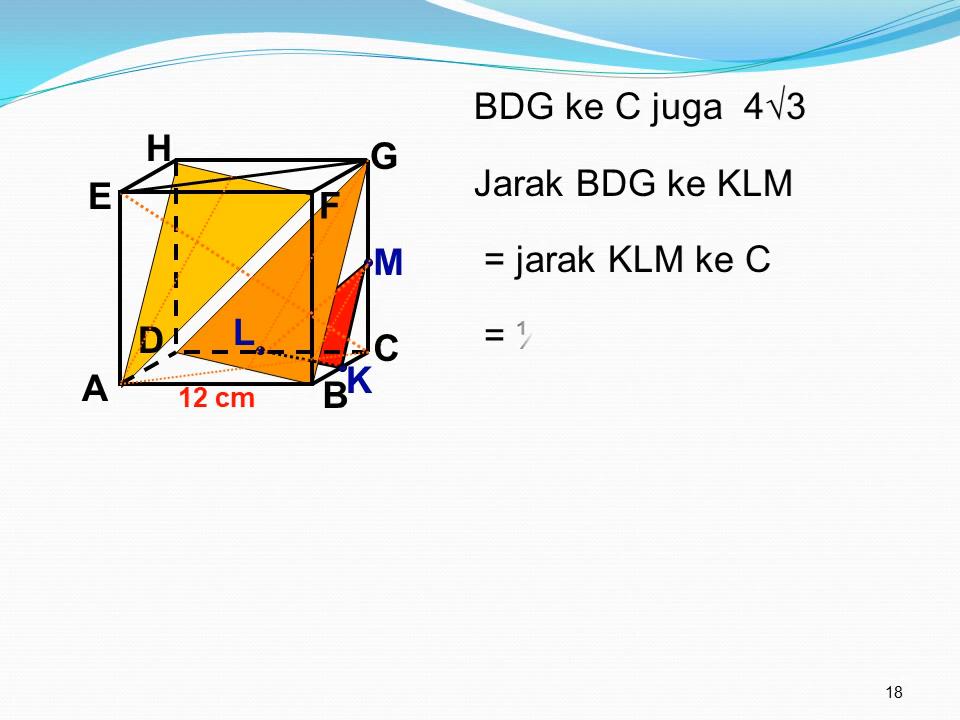 BDG ke C juga 4√3
H
G
E
F
Jarak BDG ke KLM
M
= jarak KLM ke C
D
L
C
=
A
12 cm
B
K
18